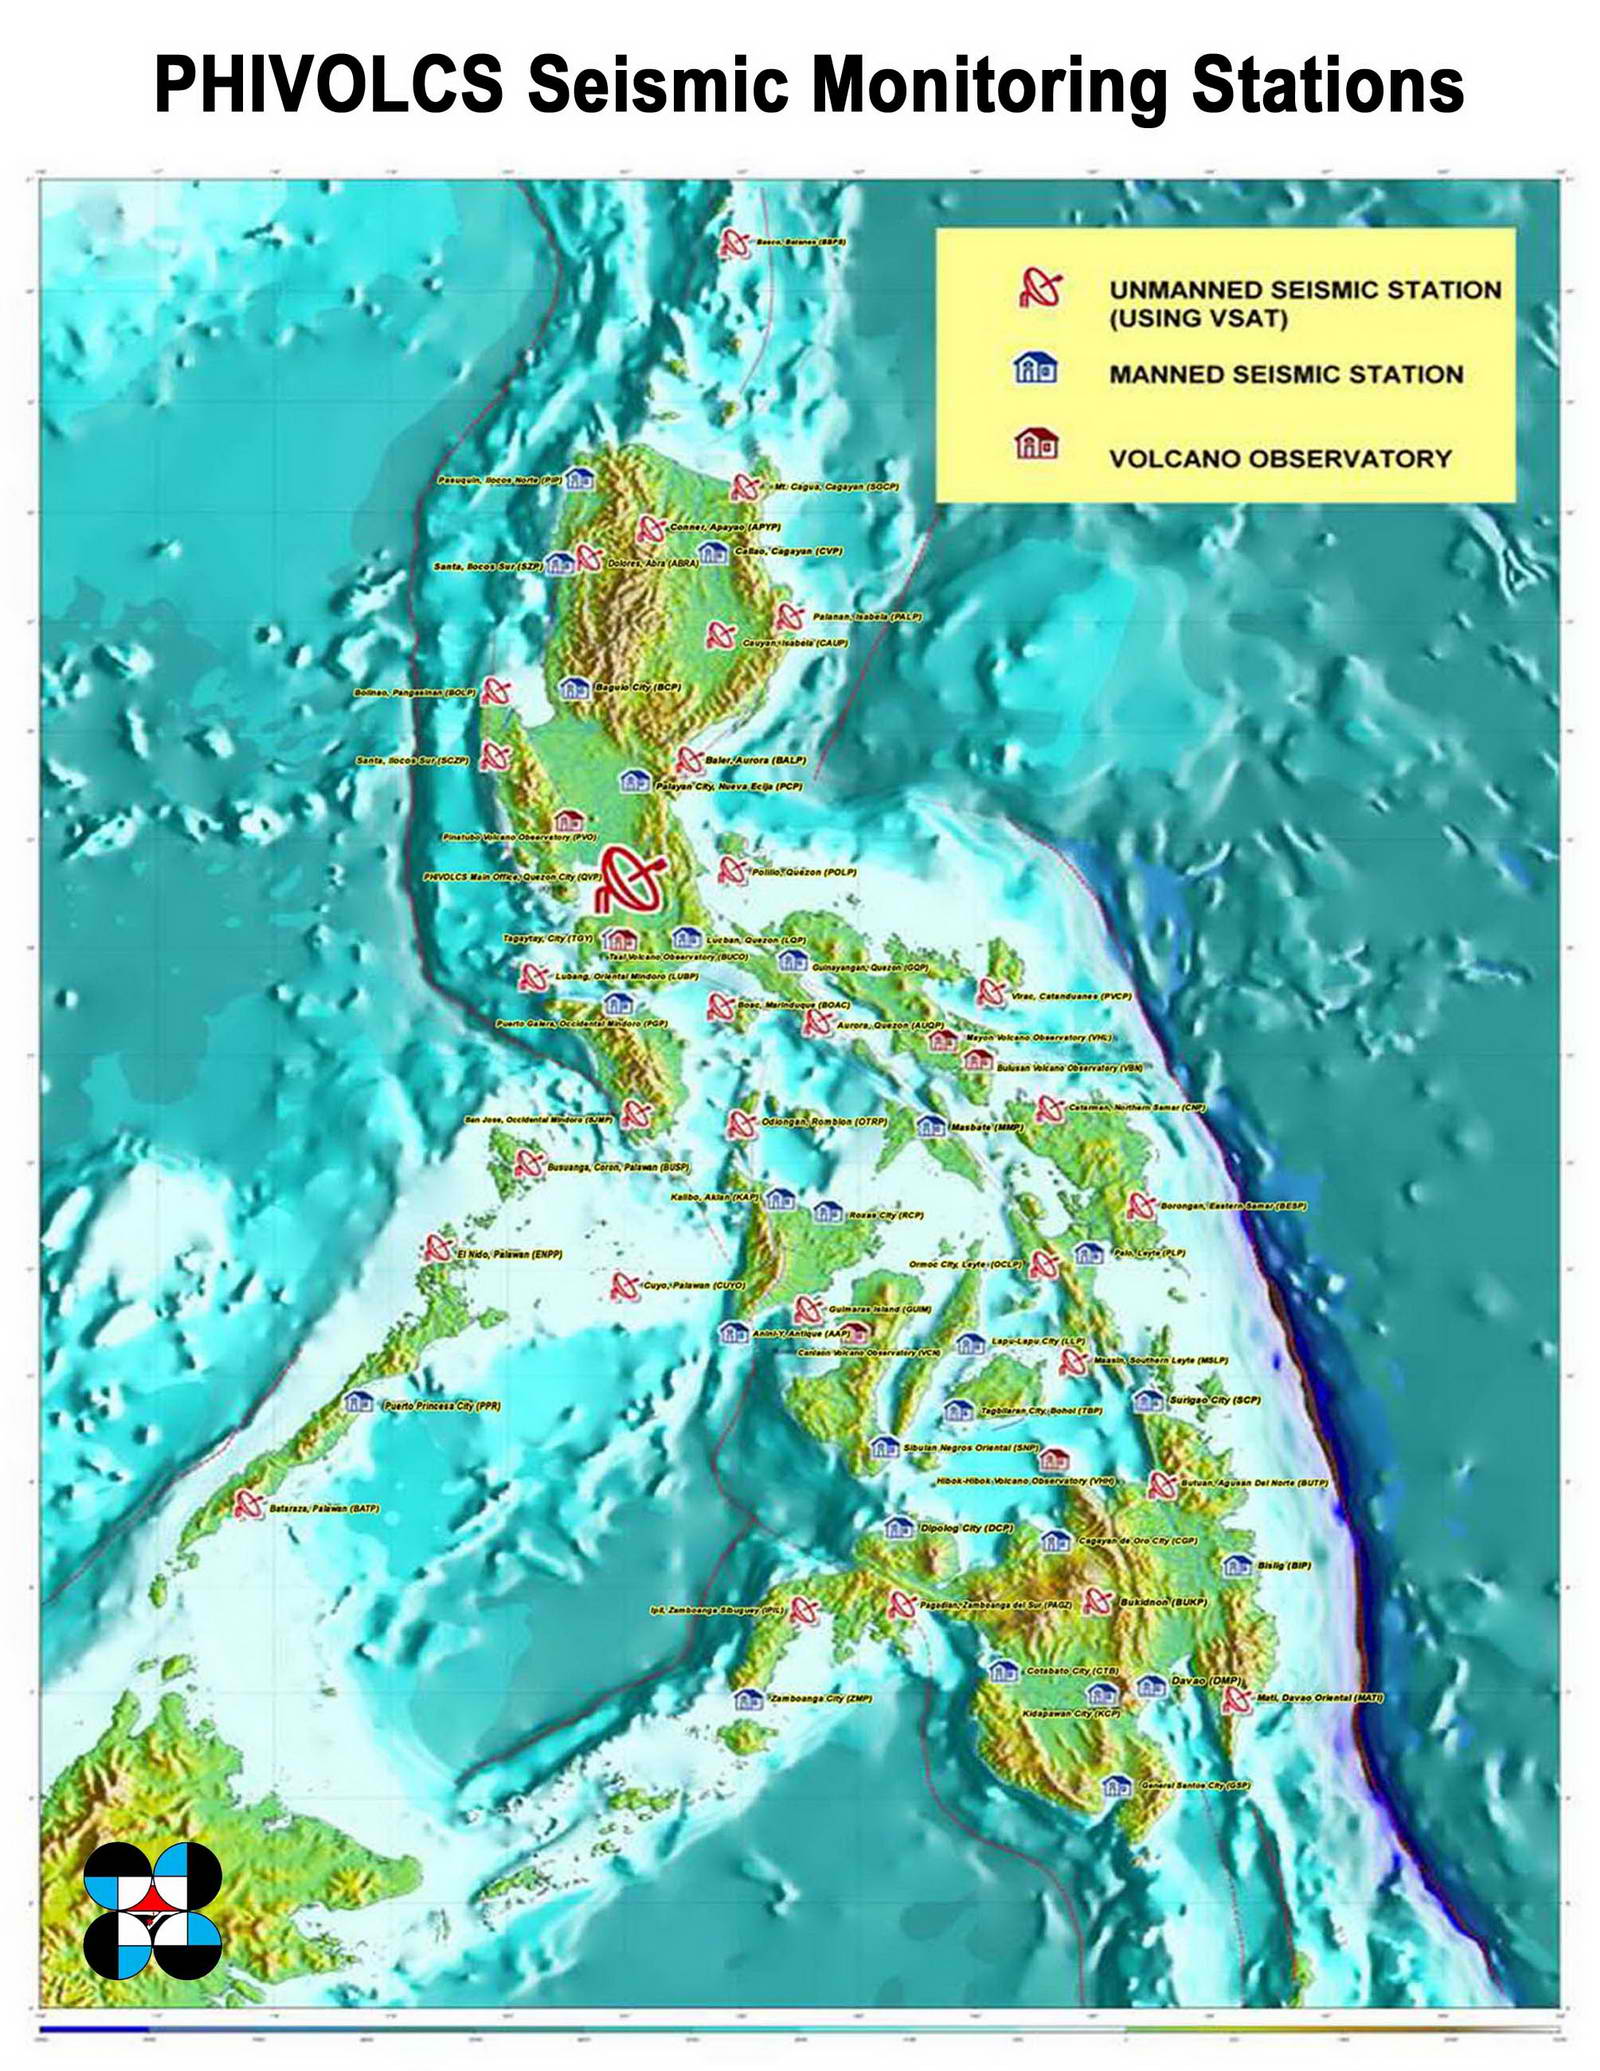 PHIVOLCS Seismic Monitoring Stations
Basco, Batanes (BBPS)
UNMANNED SEISMIC STATION
(USING VSAT)
MANNED SEISMIC STATION
VOLCANO OBSERVATORY
Pasuquin, Ilocos Norte (PIP)
Mt. Cagua, Cagayan (SGCP)
Conner, Apayao (APYP)
Callao, Cagayan (CVP)
Santa, Ilocos Sur (SZP)
Dolores, Abra (ABRA)
Palanan, Isabela (PALP)
Cauyan, Isabela (CAUP)
Bolinao, Pangasinan (BOLP)
Baguio City (BCP)
Santa, Ilocos Sur (SCZP)
Baler, Aurora (BALP)
Palayan City, Nueva Ecija (PCP)
Pinatubo Volcano Observatory (PVO)
PHIVOLCS Main Office, Quezon City (QVP)
Polillo, Quezon (POLP)
Tagaytay, City (TGY)
Lucban, Quezon (LQP)
Taal Volcano Observatory (BUCO)
Guinayangan, Quezon (GQP)
Lubang, Oriental Mindoro (LUBP)
Virac, Catanduanes (PVCP)
Boac, Marinduque (BOAC)
Puerto Galera, Occidental Mindoro (PGP)
Aurora, Quezon (AUQP)
Mayon Volcano Observatory (VHL)
Bulusan Volcano Observatory (VBN)
Catarman, Northern Samar (CNP)
San Jose, Occidental Mindoro (SJMP)
Odiongan, Romblon (OTRP)
Masbate (MMP)
Busuanga, Coron, Palawan (BUSP)
Kalibo, Aklan (KAP)
Roxas City (RCP)
Borongan, Eastern Samar (BESP)
El Nido, Palawan (ENPP)
Palo, Leyte (PLP)
Ormoc City, Leyte (OCLP)
Cuyo, Palawan (CUYO)
Guimaras Island (GUIM)
Anini-Y, Antique (AAP)
Canlaon Volcano Observatory (VCN)
Lapu-Lapu City (LLP)
Maasin, Southern Leyte (MSLP)
Puerto Princesa City (PPR)
Surigao City (SCP)
Tagbilaran City, Bohol (TBP)
Sibulan Negros Oriental (SNP)
Hibok-Hibok Volcano Observatory (VHH)
Butuan, Agusan Del Norte (BUTP)
Bataraza, Palawan (BATP)
Dipolog City (DCP)
Cagayan de Oro City (CGP)
Bislig (BIP)
Ipil, Zamboanga Sibuguey (IPIL)
Pagadian, Zamboanga del Sur (PAGZ)
Bukidnon (BUKP)
Cotabato City (CTB)
Davao (DMP)
Zamboanga City (ZMP)
Mati, Davao Oriental (MATI)
Kidapawan City (KCP)
General Santos City (GSP)